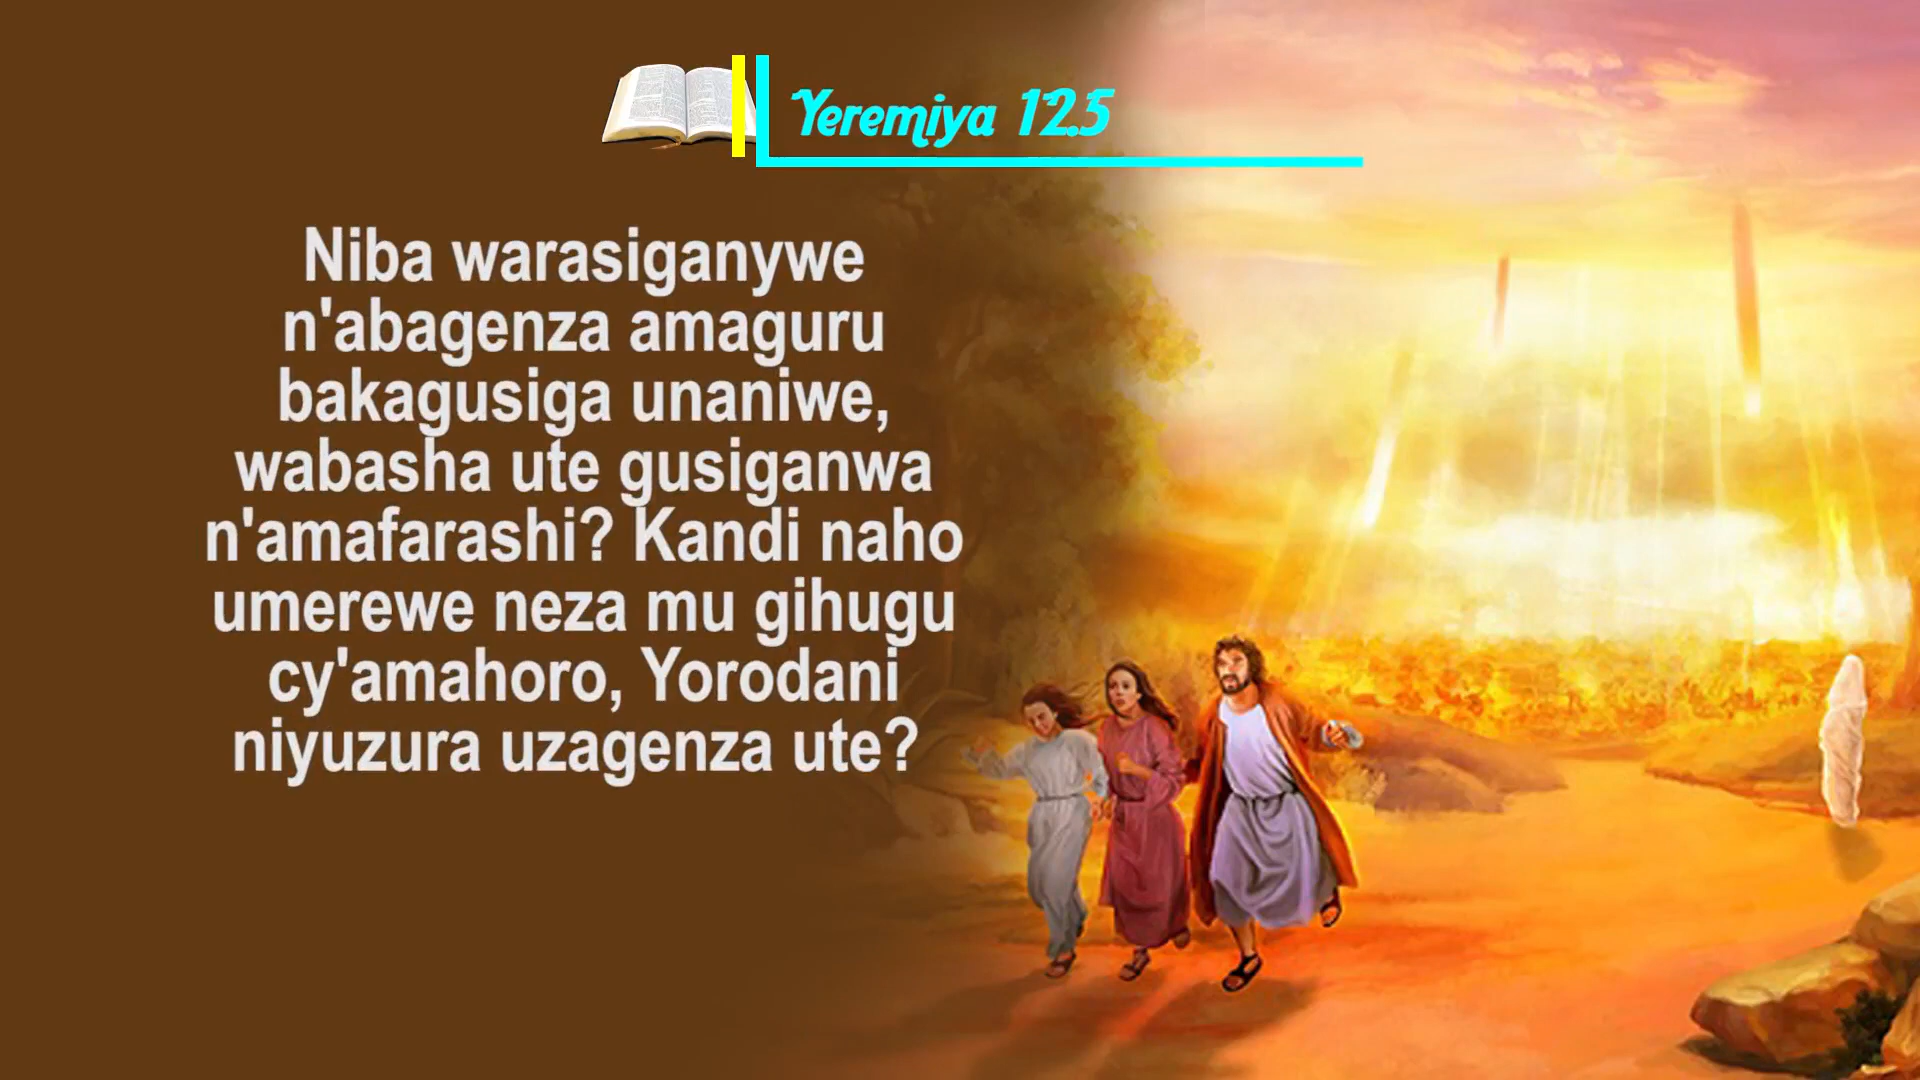 Yeremiya 12.5
Niba warasiganywe
n'abagenza amaguru
bakagusiga unaniwe,
wabasha ute gusiganwa
n'amafarashi? Kandi naho
umerewe neza mu gihugu
cy'amahoro, Yorodani
niyuzura uzagenza ute?